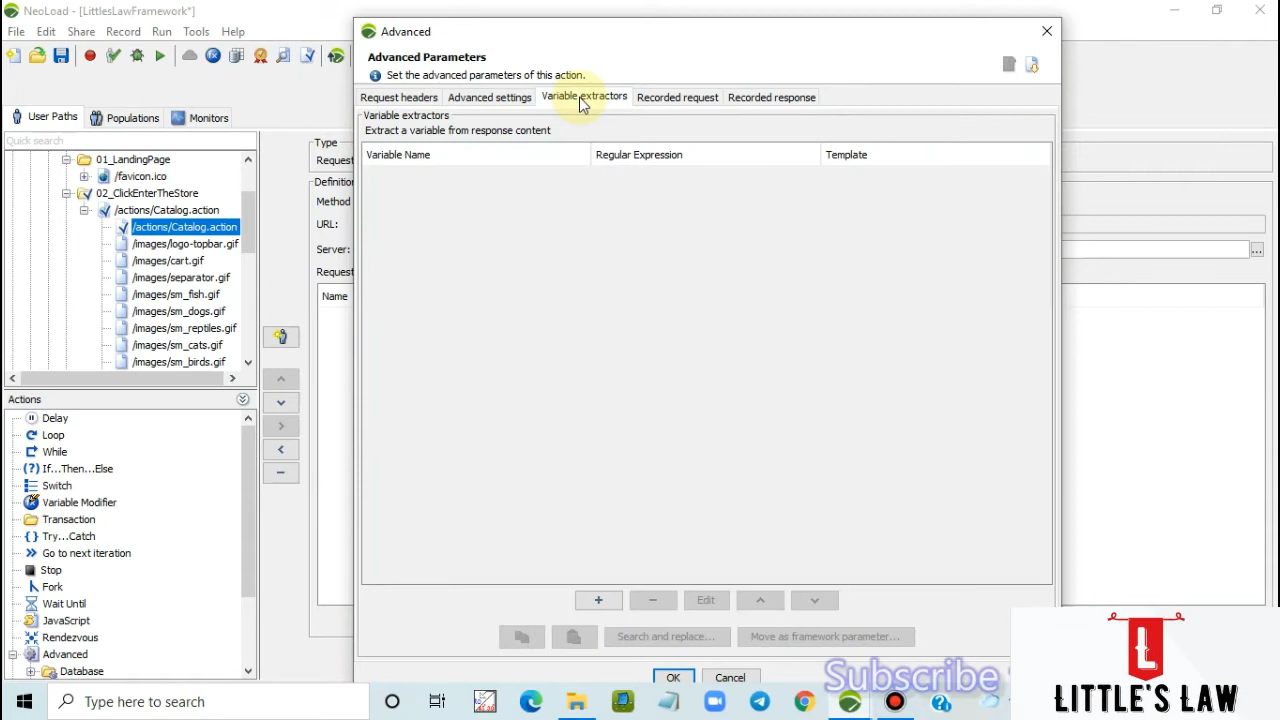 NeoLoad - [LittlesLawFramework*]
File Edit Share Record Run Tools Help
User Paths Populations Monitors
Quick search
01_LandingPage
/favicon.ico
02_ClickEnterTheStore
/actions/Catalog.action
/actions/Catalog.action
/images/logo-topbar.gif
/images/cart.gif
/images/separator.gif
/images/sm_fish.gif
/images/sm_dogs.gif
/images/sm_reptiles.gif
/images/sm_cats.gif
/images/sm_birds.gif
Actions
Delay
Loop
While
If...Then...Else
Switch
Variable Modifier
Transaction
Try...Catch
Go to next iteration
Stop
Fork
Wait Until
JavaScript
Rendezvous
Advanced
Database
Type
Request
Definition
Method
URL:
Server:
Request
Name
Advanced
Advanced Parameters
Set the advanced parameters of this action.
Request headers Advanced settings Variable extractors Recorded request Recorded response
Variable extractors
Extract a variable from response content
Variable Name Regular Expression Template
+ − Edit
Search and replace... Move as framework parameter...
OK Cancel
Subscribe
L
LITTLE'S LAW
Type here to search